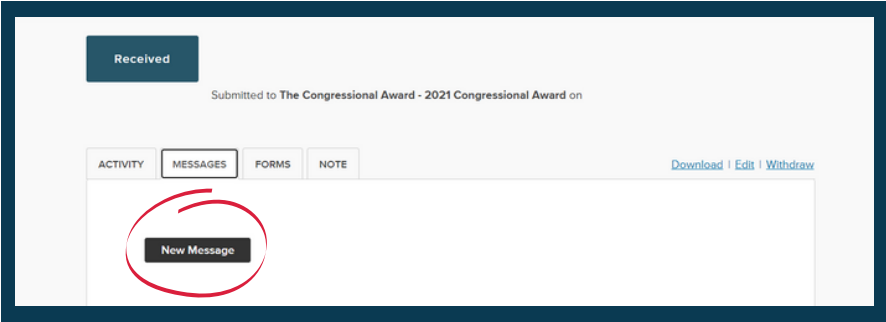 Received
Submitted to The Congressional Award - 2021 Congressional Award on
ACTIVITY MESSAGES FORMS NOTE Download | Edit | Withdraw
New Message